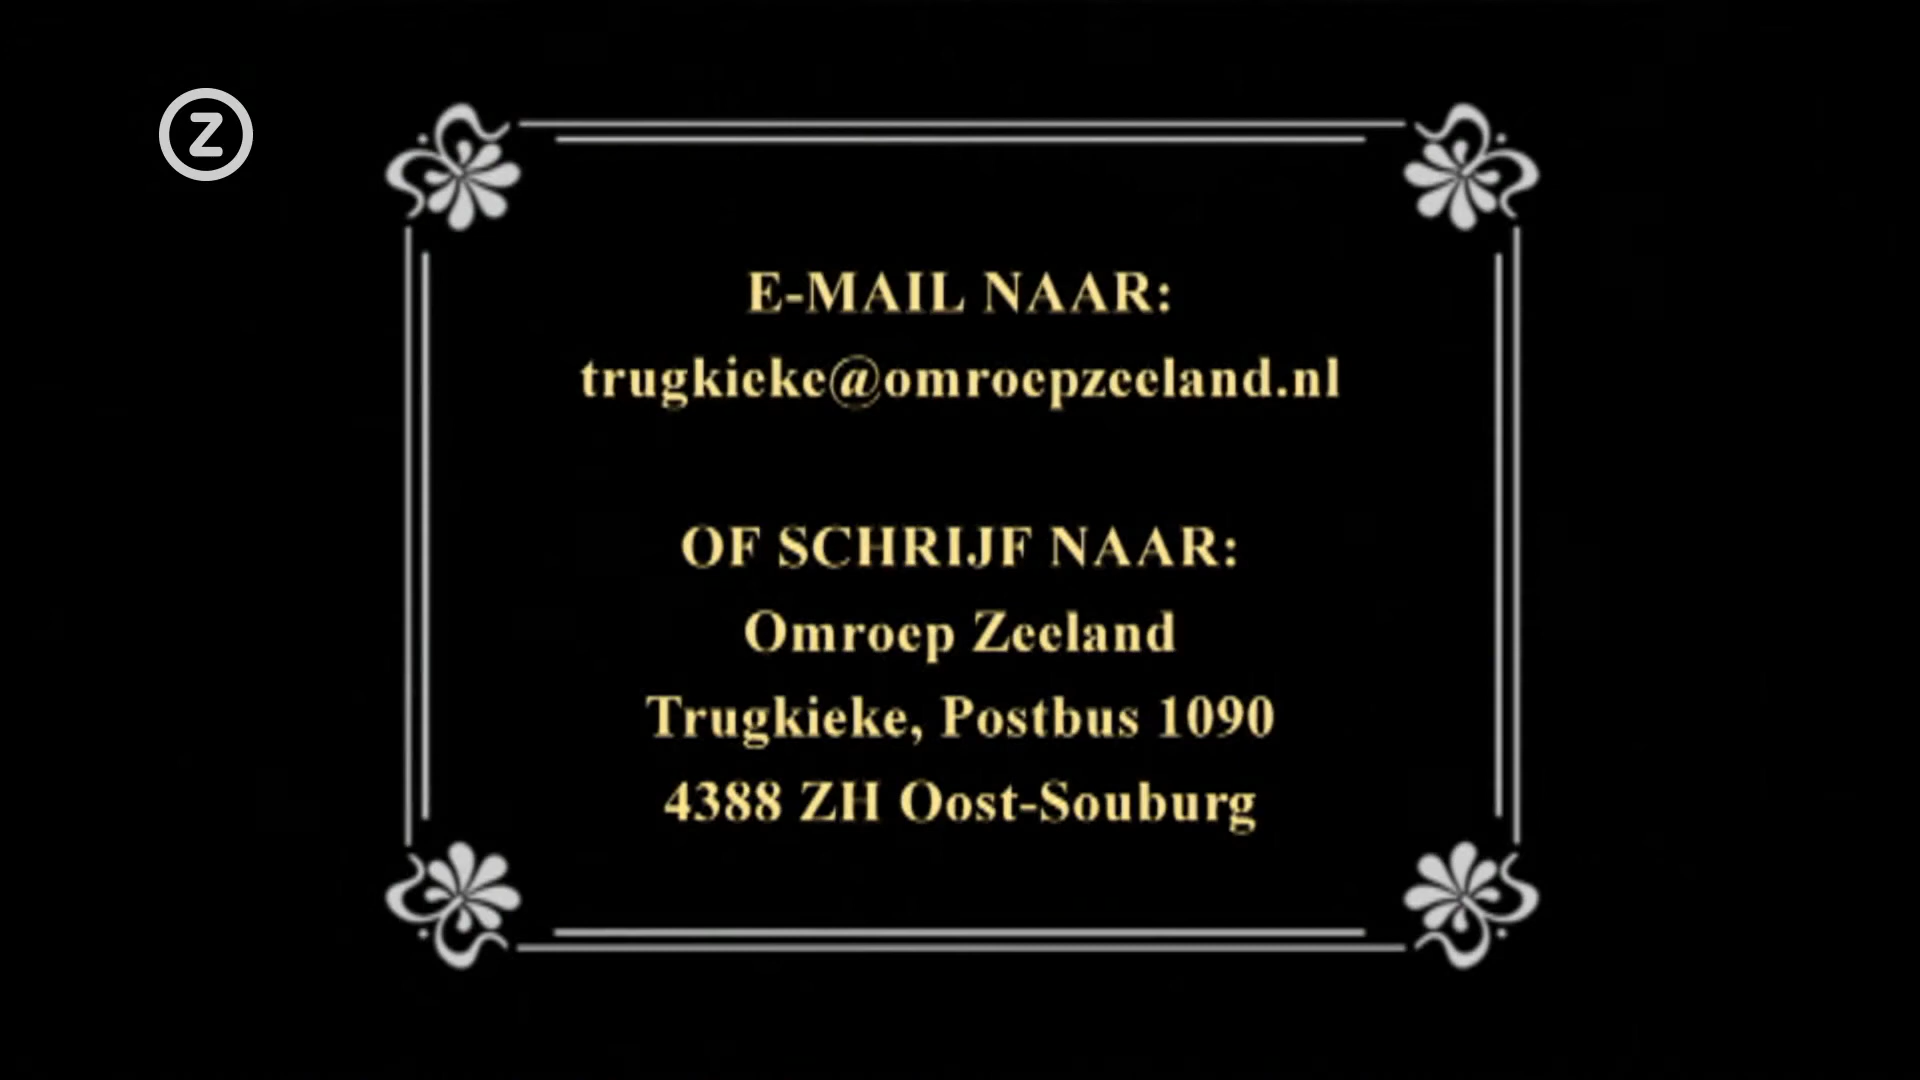 Z
E-MAIL NAAR:
trugkieke@omroepzeeland.nl
OF SCHRIJF NAAR:
Omroep Zeeland
Trugkieke, Postbus 1090
4388 ZH Oost-Souburg